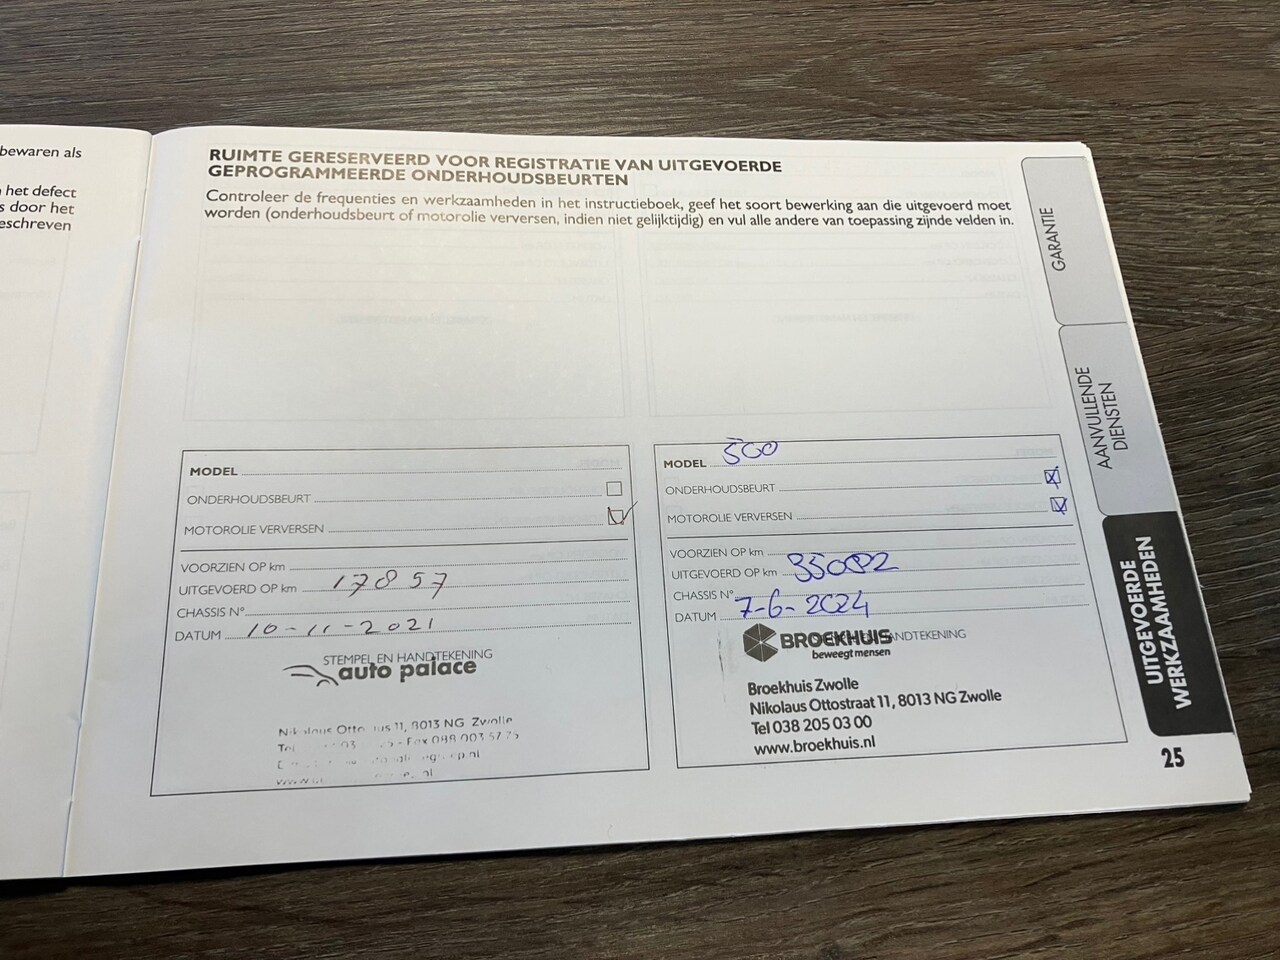 bewaren als
het defect
s door het
eschreven
RUIMTE GERESERVEERD VOOR REGISTRATIE VAN UITGEVOERDE
GEPROGRAMMEERDE ONDERHOUDSBEURTEN
Controleer de frequenties en werkzaamheden in het instructieboek, geef het soort bewerking aan die uitgevoerd moet
worden (onderhoudsbeurt of motorolie verversen, indien niet gelijktijdig) en vul alle andere van toepassing zijnde velden in.
MODEL
ONDERHOUDSBEURT
MOTOROLIE VERVERSEN
VOORZIEN OP km
UITGEVOERD OP km 17857
CHASSIS N°
DATUM 10-11-2021
STEMPEL EN HANDTEKENING
auto palace
11, 8013 NG Zwolle
MODEL 500
ONDERHOUDSBEURT
MOTOROLIE VERVERSEN
VOORZIEN OP km
UITGEVOERD OP km 35082
CHASSIS N°
DATUM 7-6-2024
HANDTEKENING
BROEKHUIS
beweegt mensen
Broekhuis Zwolle
Nikolaus Ottostraat 11, 8013 NG Zwolle
Tel 038 205 03 00
www.broekhuis.nl
GARANTIE
AANVULLENDE
DIENSTEN
UITGEVOERDE
WERKZAAMHEDEN
25